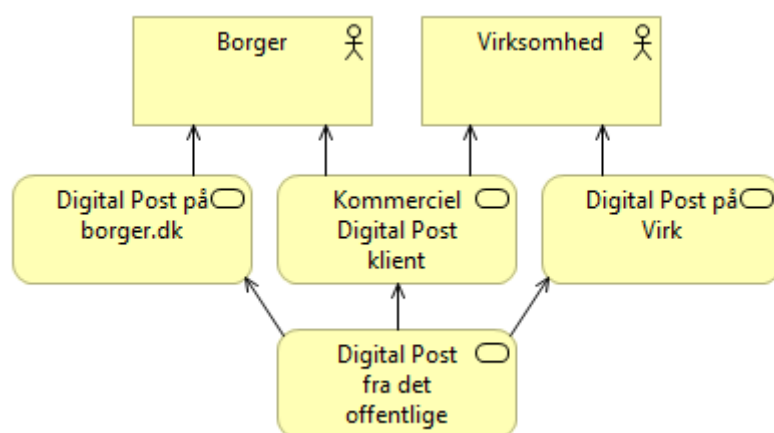 Borger
Virksomhed
Digital Post på
borger.dk
Kommerciel
Digital Post
klient
Digital Post på
Virk
Digital Post
fra det
offentlige